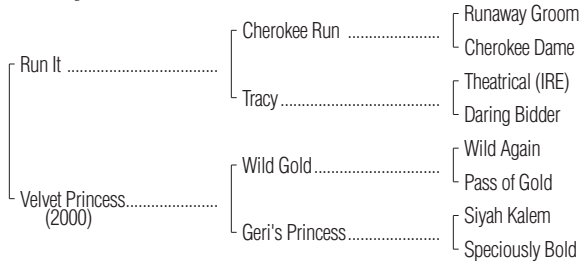 Runaway Groom
Cherokee Run ....................
Cherokee Dame
Run It .................................
Theatrical (IRE)
Tracy ................................
Daring Bidder
Wild Again
Wild Gold ...........................
Pass of Gold
Velvet Princess....................
(2000)
Siyah Kalem
Geri's Princess....................
Speciously Bold